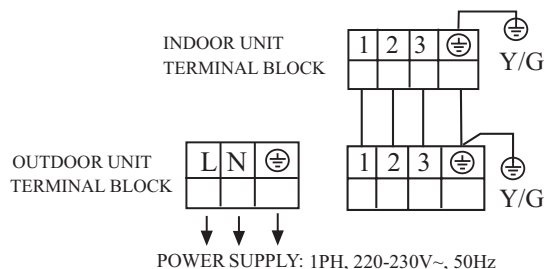 INDOOR UNIT
TERMINAL BLOCK
1 2 3
Y/G
OUTDOOR UNIT
TERMINAL BLOCK
L N
1 2 3
Y/G
POWER SUPPLY: 1PH, 220-230V~, 50Hz